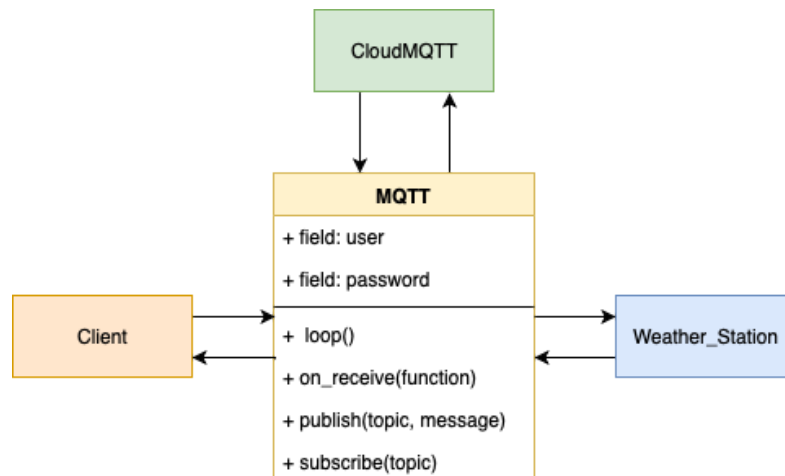 CloudMQTT
MQTT
+ field: user
+ field: password
Client
Weather_Station
+ loop()
+ on_receive(function)
+ publish(topic, message)
+ subscribe(topic)